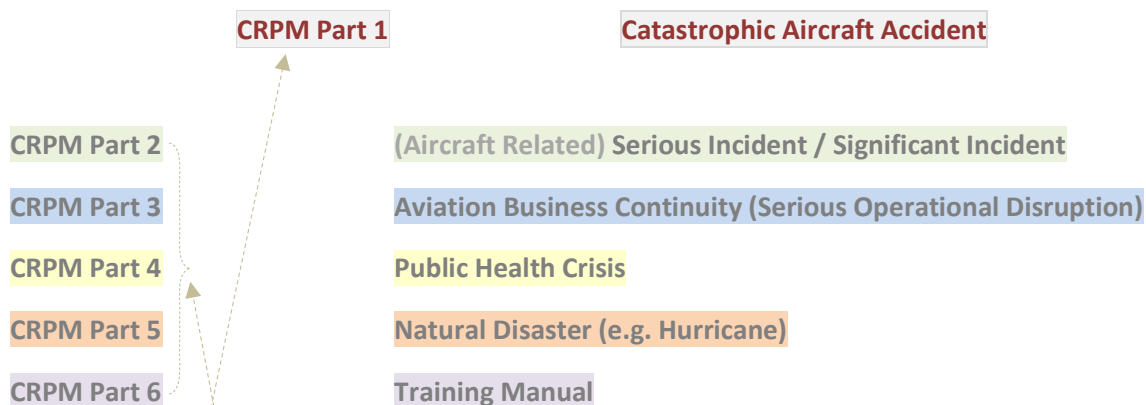 CRPM Part 1 Catastrophic Aircraft Accident
CRPM Part 2 (Aircraft Related) Serious Incident / Significant Incident
CRPM Part 3 Aviation Business Continuity (Serious Operational Disruption)
CRPM Part 4 Public Health Crisis
CRPM Part 5 Natural Disaster (e.g. Hurricane)
CRPM Part 6 Training Manual